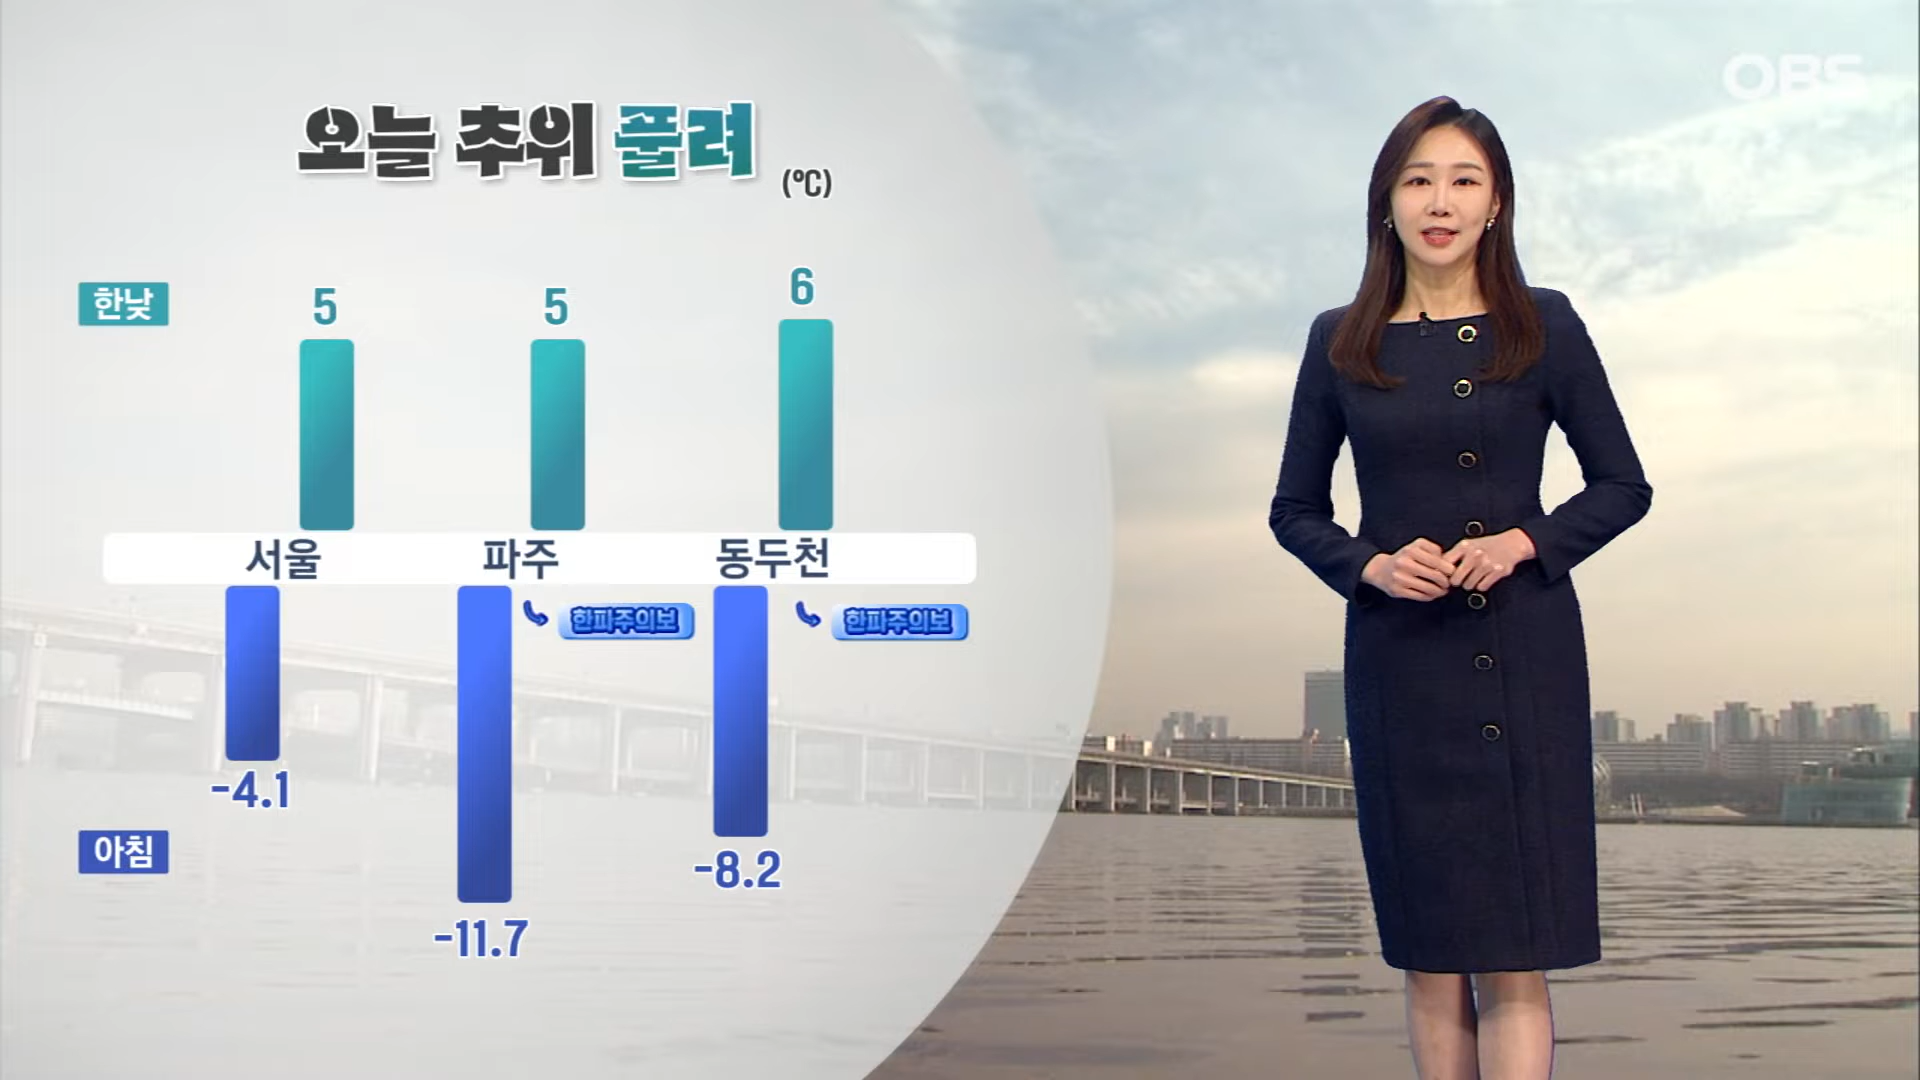 OBS
오늘 추위 풀려
(℃)
한낮
5 5 6
서울 파주 동두천
한파주의보 한파주의보
-4.1 -11.7 -8.2
아침